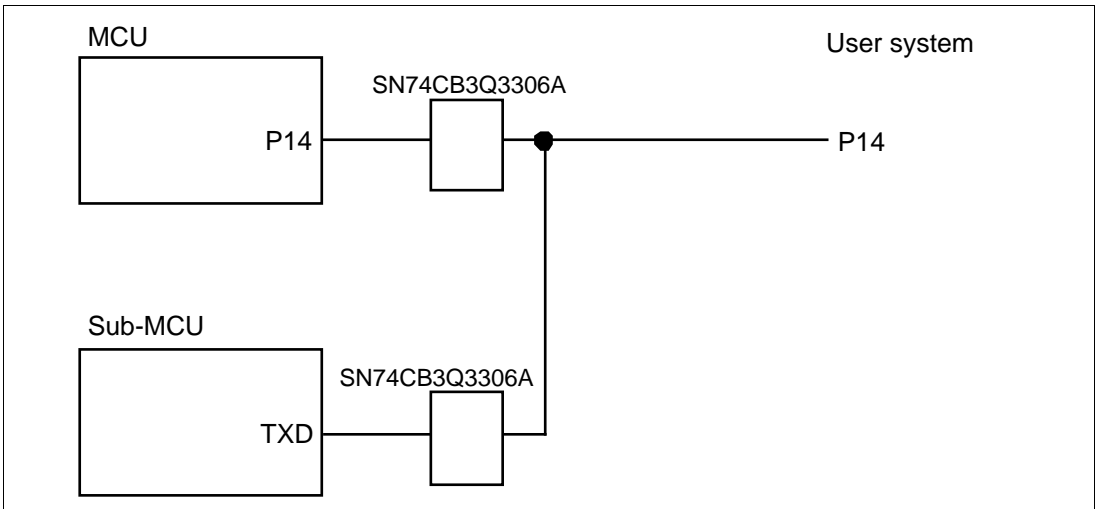 MCU
User system
SN74CB3Q3306A
P14
P14
Sub-MCU
SN74CB3Q3306A
TXD